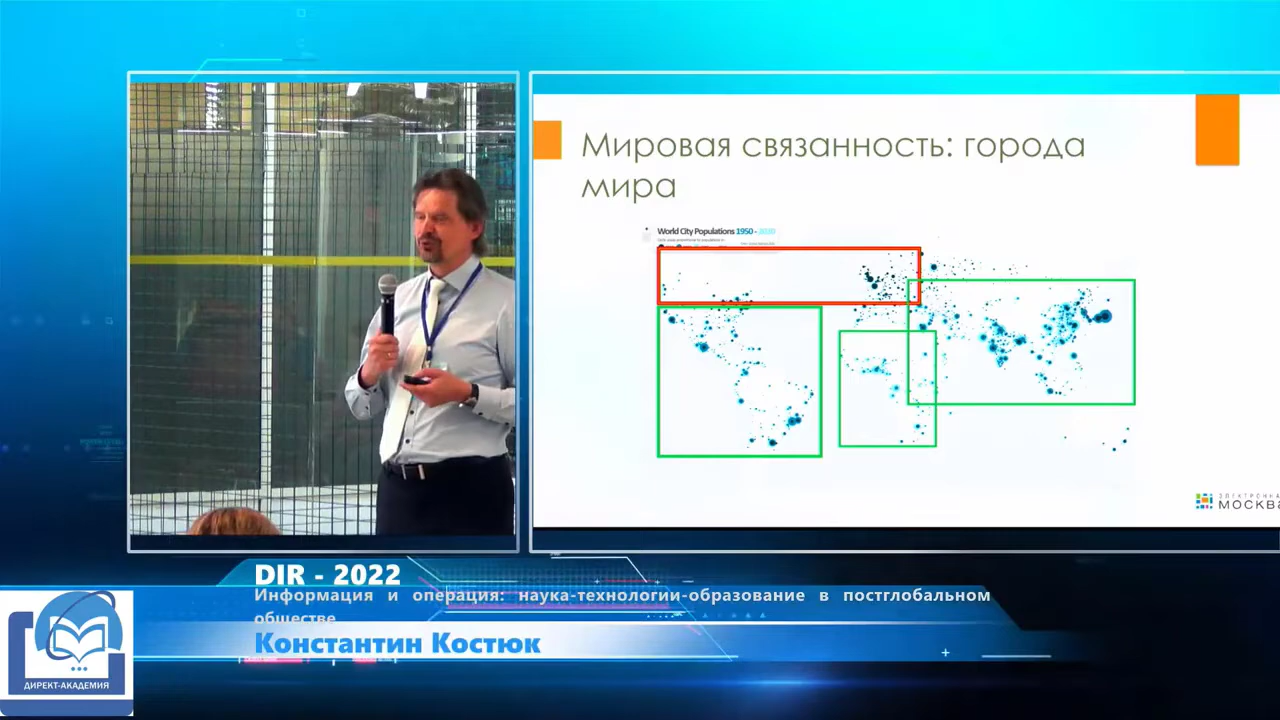 Мировая связанность: города
мира
World City Populations 1950 - 2030
ЭЛЕКТРОННА
МОСКВА
DIR - 2022
Информация и операция: наука-технологии-образование в постглобальном
обществе
Константин Костюк
ДИРЕКТ-АКАДЕМИЯ